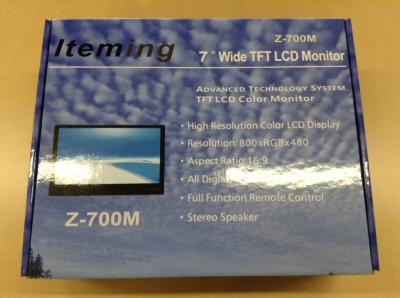 Iteming
Z-700M
7" Wide TFT LCD Monitor
ADVANCED TECHNOLOGY SYSTEM
TFT LCD COLOR MONITOR
• High Resolution Color LCD Display
• Resolution: 800xRGBx480
• Aspect Ratio: 16:9
• All
• Full Function Remote Control
• Stereo Speaker
Z-700M